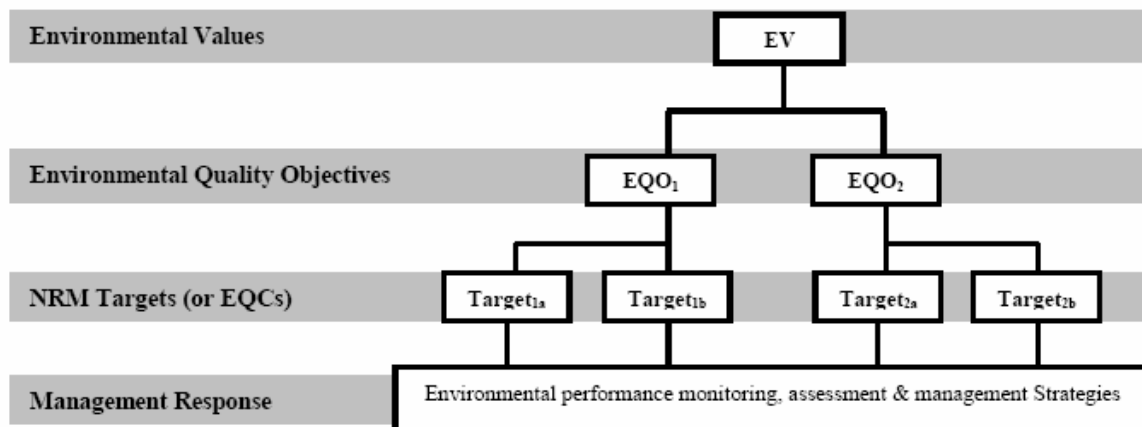 Environmental Values
EV
Environmental Quality Objectives
EQO₁
EQO₂
NRM Targets (or EQCs)
Target₁ₐ
Target₁b
Target₂ₐ
Target₂b
Management Response
Environmental performance monitoring, assessment & management Strategies